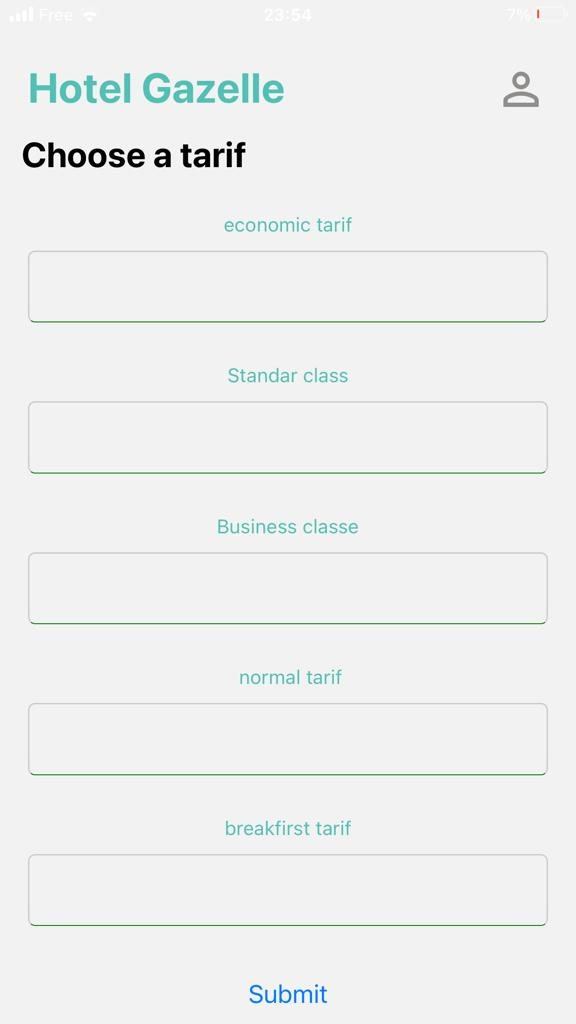 Free 23:54 7%
Hotel Gazelle
Choose a tarif
economic tarif
Standar class
Business classe
normal tarif
breakfirst tarif
Submit